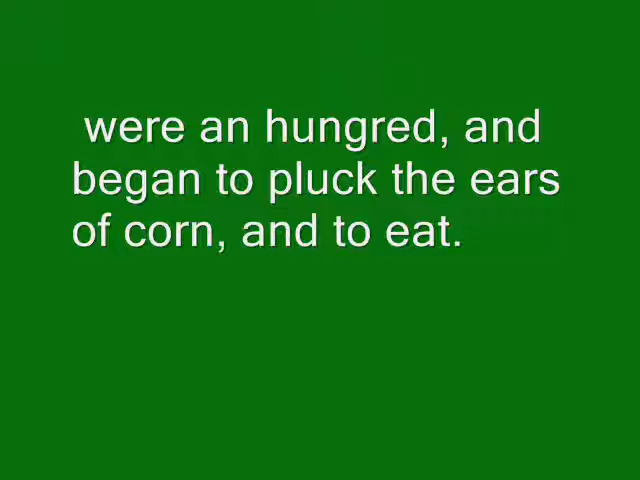 were an hungred, and
began to pluck the ears
of corn, and to eat.